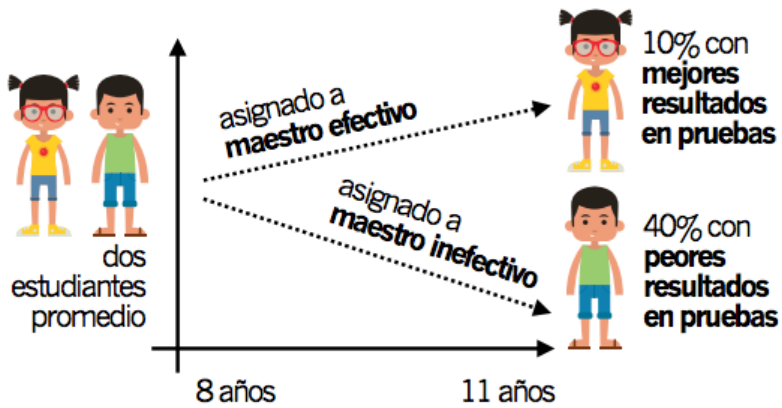 dos
estudiantes
promedio
asignado a
maestro efectivo
asignado a
maestro inefectivo
10% con
mejores
resultados
en pruebas
40% con
peores
resultados
en pruebas
8 años
11 años